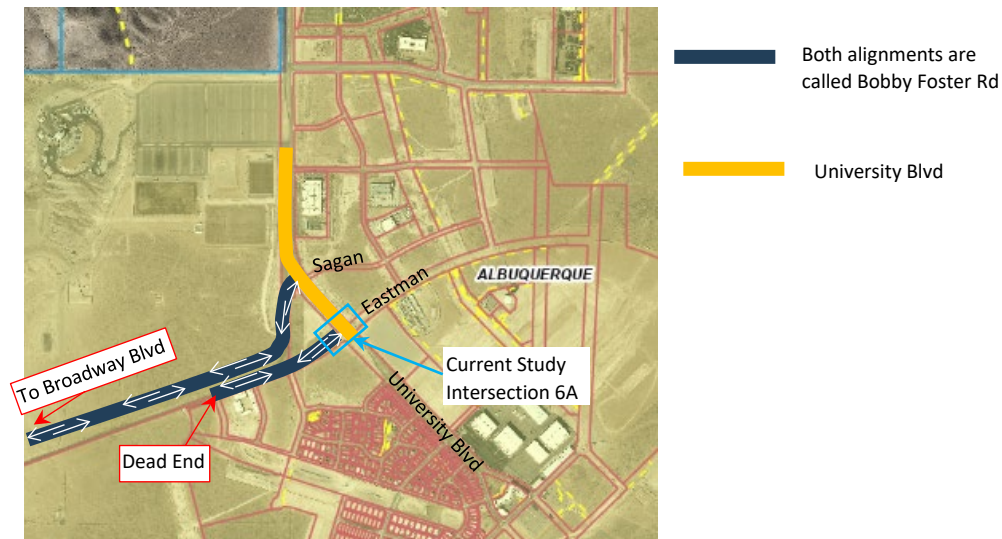 Both alignments are
called Bobby Foster Rd
University Blvd
Sagan
Eastman
ALBUQUERQUE
To Broadway Blvd
Current Study
Intersection 6A
University Blvd
Dead End